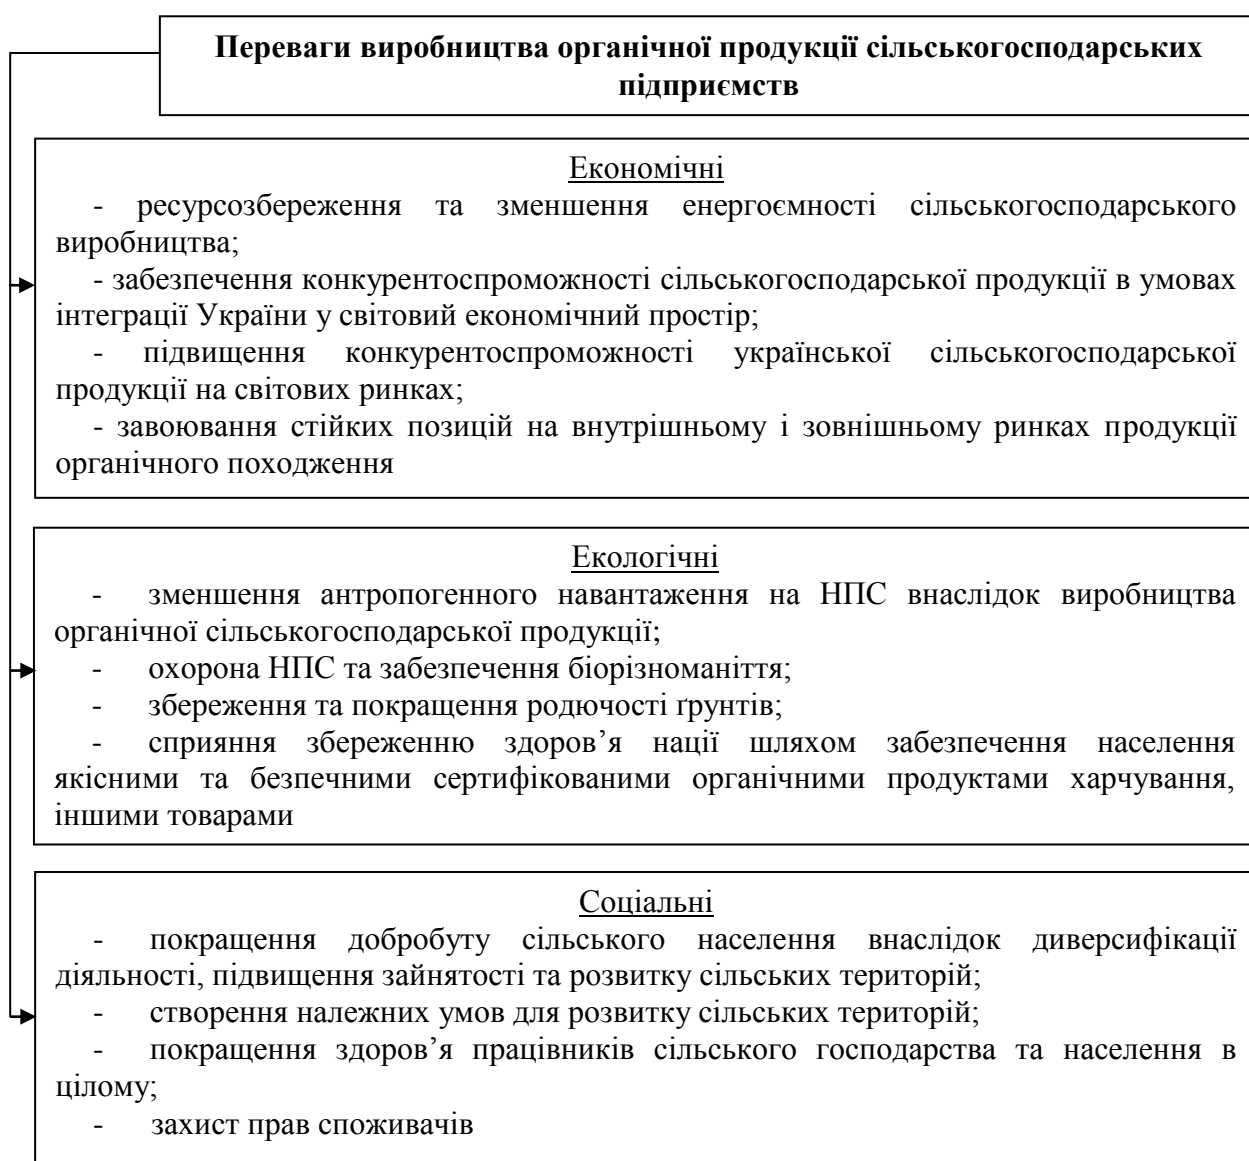 Переваги виробництва органічної продукції сільськогосподарських
підприємств
Економічні
- ресурсозбереження та зменшення енергоємності сільськогосподарського
виробництва;
- забезпечення конкурентоспроможності сільськогосподарської продукції в умовах
інтеграції України у світовий економічний простір;
- підвищення конкурентоспроможності української сільськогосподарської
продукції на світових ринках;
- завоювання стійких позицій на внутрішньому і зовнішньому ринках продукції
органічного походження
Екологічні
- зменшення антропогенного навантаження на НПС внаслідок виробництва
органічної сільськогосподарської продукції;
- охорона НПС та забезпечення біорізноманіття;
- збереження та покращення родючості ґрунтів;
- сприяння збереженню здоров’я нації шляхом забезпечення населення
якісними та безпечними сертифікованими органічними продуктами харчування,
іншими товарами
Соціальні
- покращення добробуту сільського населення внаслідок диверсифікації
діяльності, підвищення зайнятості та розвитку сільських територій;
- створення належних умов для розвитку сільських територій;
- покращення здоров’я працівників сільського господарства та населення в
цілому;
- захист прав споживачів